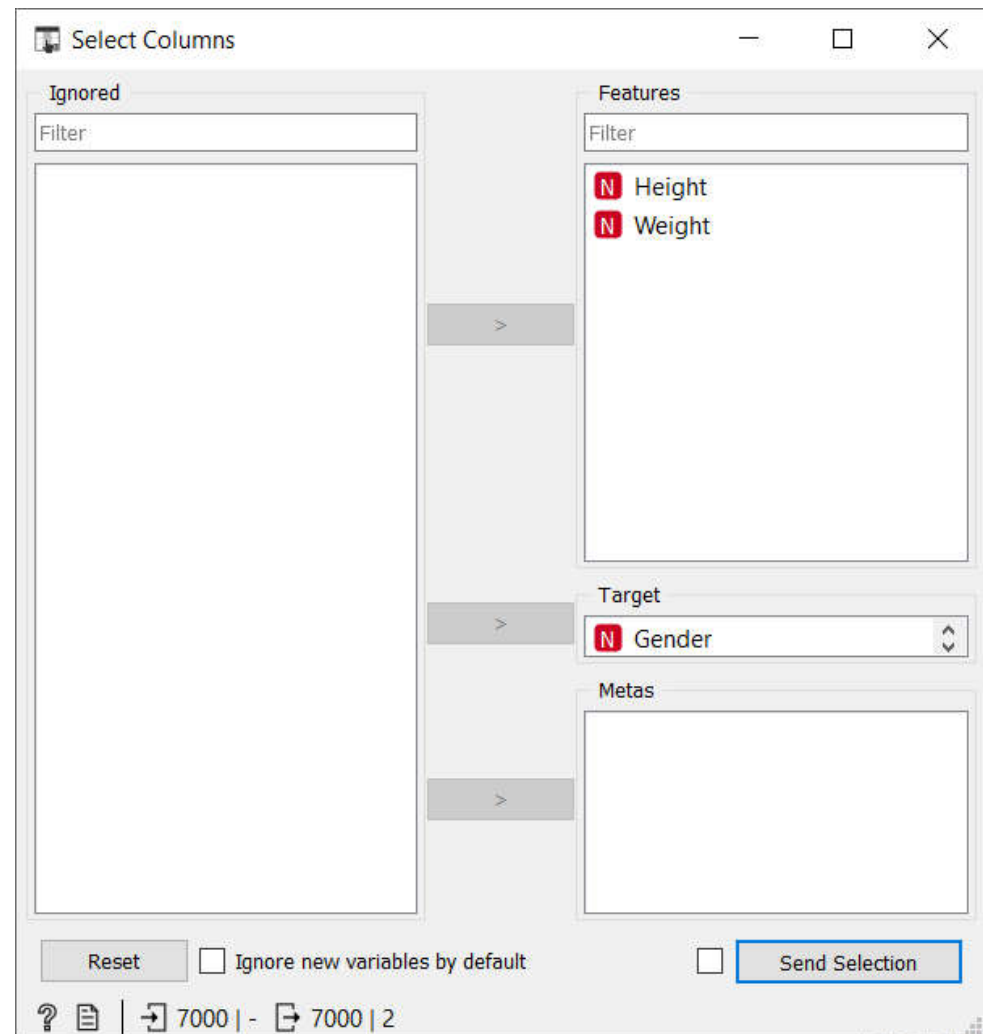 Select Columns
Ignored
Filter
Features
Filter
N Height
N Weight
>
Target
N Gender
>
Metas
>
Reset
Ignore new variables by default
Send Selection
? 7000 | - 7000 | 2